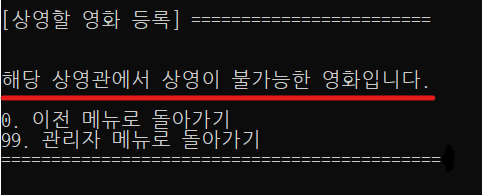 [상영할 영화 등록] ========================
해당 상영관에서 상영이 불가능한 영화입니다.
0. 이전 메뉴로 돌아가기
99. 관리자 메뉴로 돌아가기
============================================